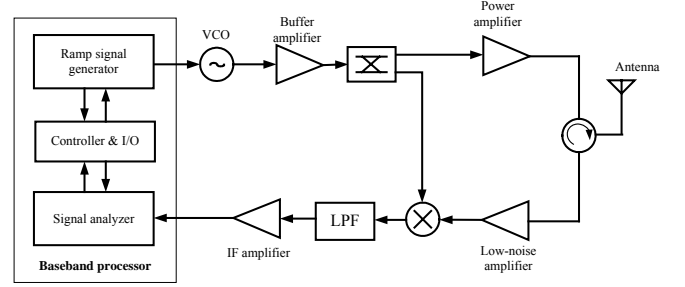 Ramp signal
generator
Controller & I/O
Signal analyzer
Baseband processor
VCO
Buffer
amplifier
Power
amplifier
Antenna
Low-noise
amplifier
LPF
IF amplifier